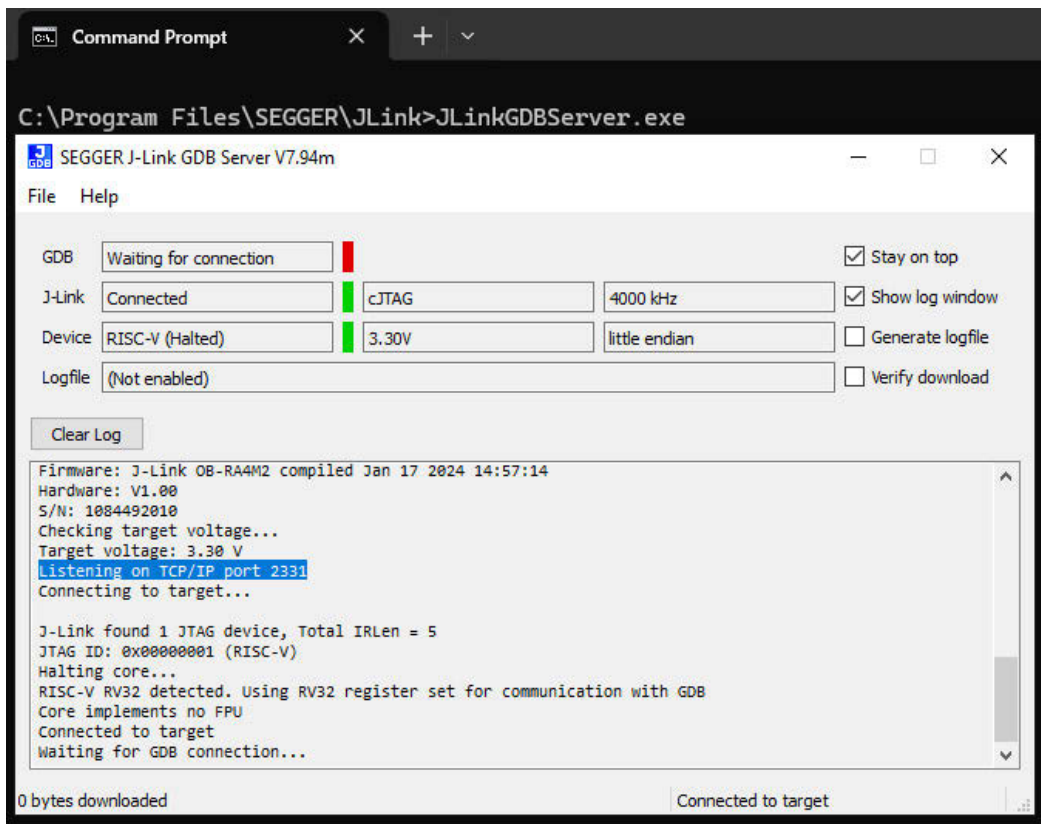 Command Prompt
C:\Program Files\SEGGER\JLink>JLinkGDBServer.exe
SEGGER J-Link GDB Server V7.94m
File Help
GDB Waiting for connection Stay on top
J-Link Connected cJTAG 4000 kHz Show log window
Device RISC-V (Halted) 3.30V little endian Generate logfile
Logfile (Not enabled) Verify download
Clear Log
Firmware: J-Link OB-RA4M2 compiled Jan 17 2024 14:57:14
Hardware: V1.00
S/N: 1084492010
Checking target voltage...
Target voltage: 3.30 V
Listening on TCP/IP port 2331
Connecting to target...
J-Link found 1 JTAG device, Total IRLen = 5
JTAG ID: 0x00000001 (RISC-V)
Halting core...
RISC-V RV32 detected. Using RV32 register set for communication with GDB
Core implements no FPU
Connected to target
Waiting for GDB connection...
0 bytes downloaded Connected to target